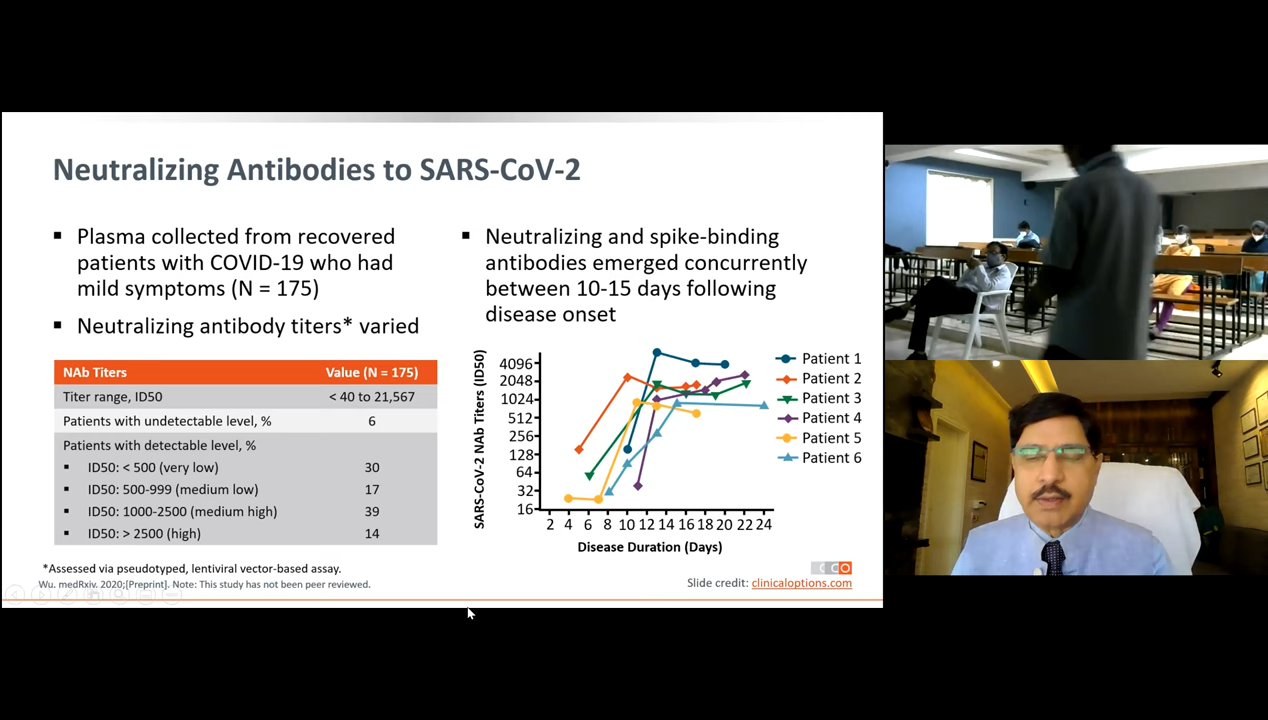 Neutralizing Antibodies to SARS-CoV-2
▪ Plasma collected from recovered
patients with COVID-19 who had
mild symptoms (N = 175)
▪ Neutralizing antibody titers* varied
NAb Titers Value (N = 175)
Titer range, ID50 < 40 to 21,567
Patients with undetectable level, % 6
Patients with detectable level, %
▪ ID50: < 500 (very low) 30
▪ ID50: 500-999 (medium low) 17
▪ ID50: 1000-2500 (medium high) 39
▪ ID50: > 2500 (high) 14
*Assessed via pseudotyped, lentiviral vector-based assay.
Wu. medRxiv. 2020;[Preprint]. Note: This study has not been peer reviewed.
▪ Neutralizing and spike-binding
antibodies emerged concurrently
between 10-15 days following
disease onset
SARS-CoV-2 NAb Titers (ID50)
4096
2048
1024
512
256
128
64
32
16
2 4 6 8 10 12 14 16 18 20 22 24
Disease Duration (Days)
Patient 1
Patient 2
Patient 3
Patient 4
Patient 5
Patient 6
CCO
Slide credit: clinicaloptions.com